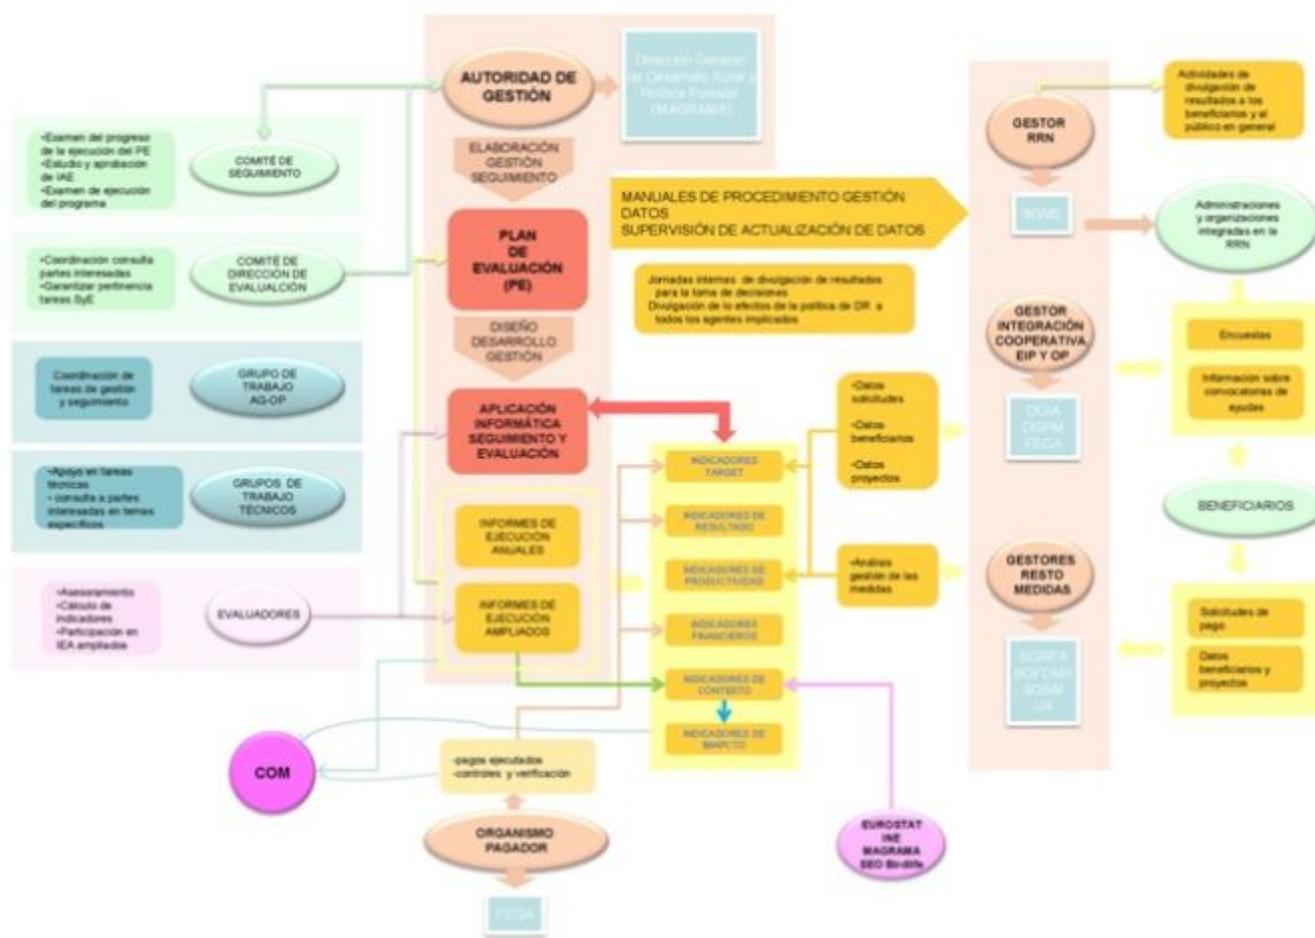 AUTORIDAD DE
GESTIÓN
Dirección General
de Desarrollo Rural y
Política Forestal
(MAGRAMA)
•Examen del progreso
de la ejecución del PE
•Estudio y aprobación
de IAE
•Examen de ejecución
del programa
COMITÉ DE
SEGUIMIENTO
ELABORACIÓN
GESTIÓN
SEGUIMIENTO
•Coordinación consulta
partes interesadas
•Garantizar pertinencia
tareas SyE
COMITÉ DE
DIRECCIÓN DE
EVALUALCIÓN
PLAN
DE
EVALUACIÓN
(PE)
MANUALES DE PROCEDIMIENTO GESTIÓN
DATOS
SUPERVISIÓN DE ACTUALIZACIÓN DE DATOS
Jornadas internas de divulgación de resultados
para la toma de decisiones
Divulgación de lo efectos de la política de DR a
todos los agentes implicados
DISEÑO
DESARROLLO
GESTIÓN
Coordinación de
tareas de gestión
y seguimiento
GRUPO DE
TRABAJO
AG-OP
APLICACIÓN
INFORMÁTICA
SEGUIMIENTO Y
EVALUACIÓN
•Apoyo en tareas
técnicas
• consulta a partes
interesadas en temas
específicos
GRUPOS DE
TRABAJO
TÉCNICOS
INFORMES DE
EJECUCIÓN
ANUALES
•Asesoramiento
•Cálculo de
indicadores
•Participación en
IEA ampliados
EVALUADORES
INFORMES DE
EJECUCIÓN
AMPLIADOS
INDICADORES
TARGET
INDICADORES DE
RESULTADO
INDICADORES DE
PRODUCTIVIDAD
INDICADORES
FINANCIEROS
INDICADORES DE
CONTEXTO
INDICADORES DE
•Datos
solicitudes
•Datos
beneficiarios
•Datos
proyectos
•Análisis
gestión de las
medidas
GESTOR
RRN
GESTOR
INTEGRACIÓN
COOPERATIVA,
EIP Y OP
DGPM
FEGA
GESTORES
RESTO
MEDIDAS
Actividades de
divulgación de
resultados a los
beneficiarios y al
público en general
Administraciones
y organizaciones
integradas en la
RRN
Encuestas
Información sobre
convocatorias de
ayudas
BENEFICIARIOS
Solicitudes de
pago
Datos
beneficiarios y
proyectos
COM
-pagos ejecutados
-controles y verificación
ORGANISMO
PAGADOR
FEGA
EUROSTAT
INE
MAGRAMA
SEO Birdlife